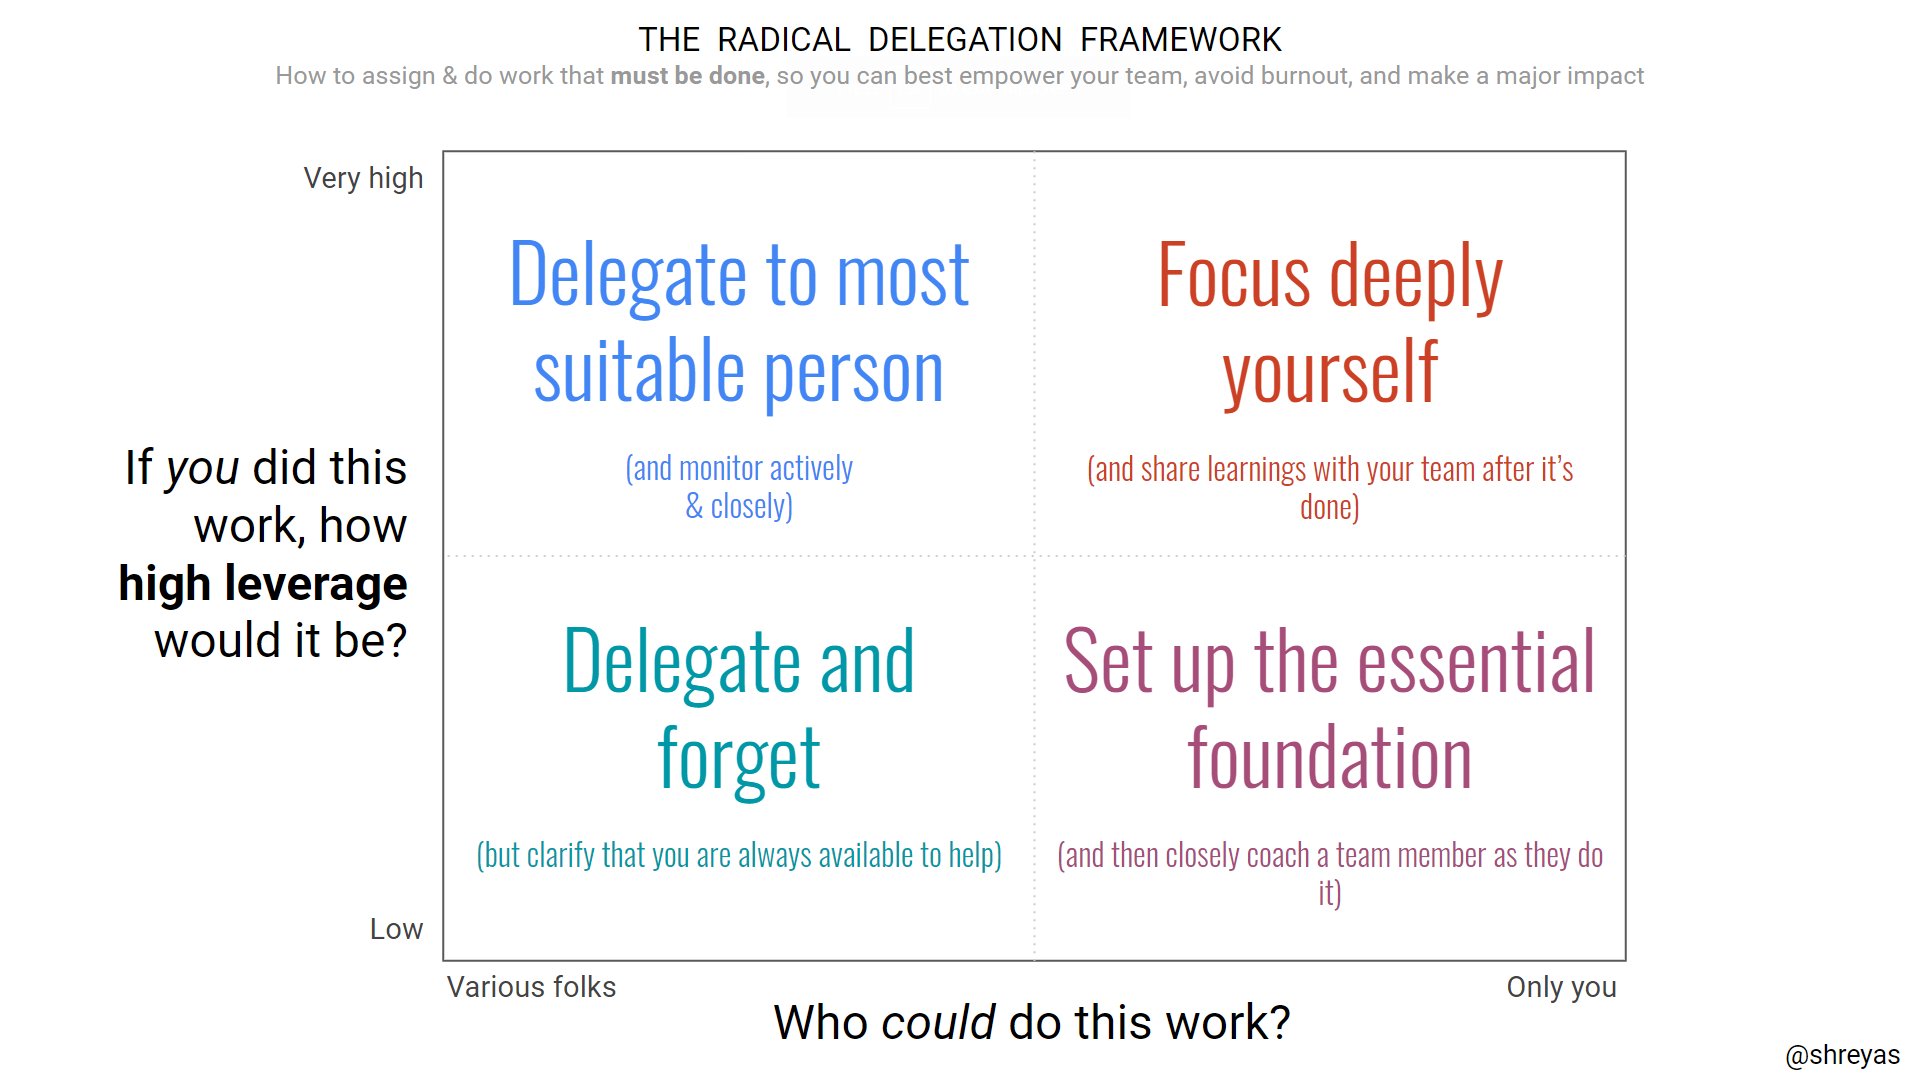 THE RADICAL DELEGATION FRAMEWORK
How to assign & do work that must be done, so you can best empower your team, avoid burnout, and make a major impact
Very high
Delegate to most
suitable person
(and monitor actively
& closely)
Focus deeply
yourself
(and share learnings with your team after it’s
done)
If you did this
work, how
high leverage
would it be?
Delegate and
forget
(but clarify that you are always available to help)
Set up the essential
foundation
(and then closely coach a team member as they do
it)
Low
Various folks
Only you
Who could do this work?
@shreyas